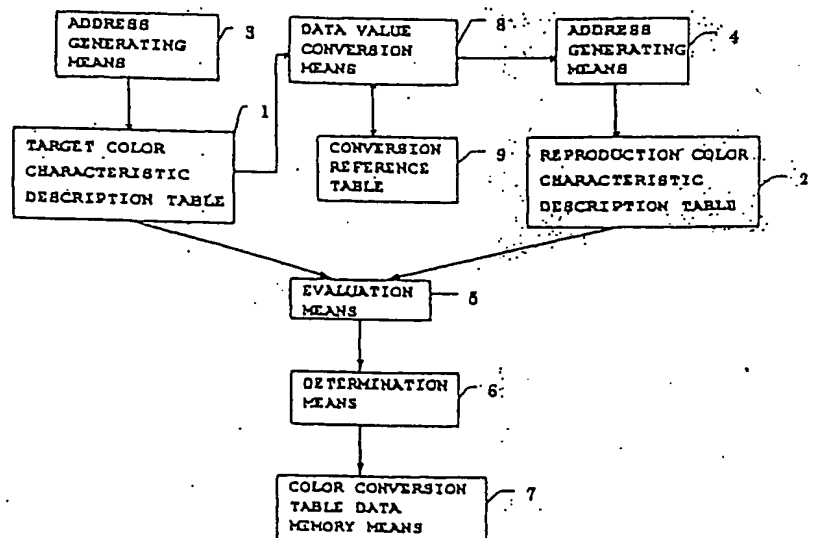 ADDRESS
GENERATING
MEANS
3
DATA VALUE
CONVERSION
MEANS
8
ADDRESS
GENERATING
MEANS
4
TARGET COLOR
CHARACTERISTIC
DESCRIPTION TABLE
1
CONVERSION
REFERENCE
TABLE
9
REPRODUCTION COLOR
CHARACTERISTIC
DESCRIPTION TABLE
2
EVALUATION
MEANS
5
DETERMINATION
MEANS
6
COLOR CONVERSION
TABLE DATA
MEMORY MEANS
7